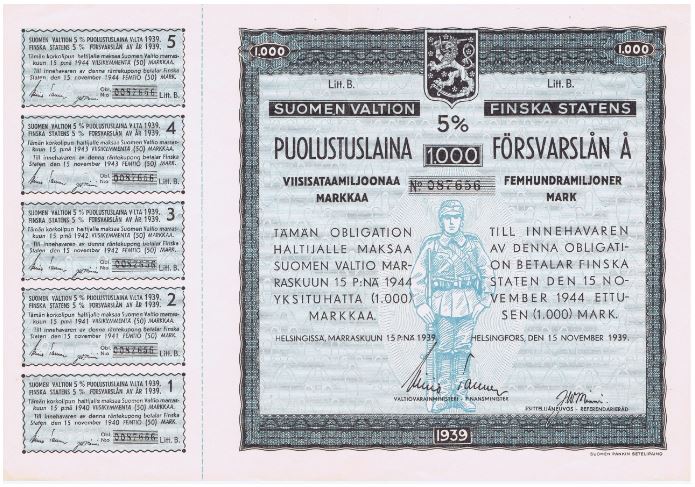 SUOMEN VALTION 5 % PUOLUSTUSLAINA V:LTA 1939. 5
FINSKA STATENS 5 % FÖRSVARSLÅN AV ÅR 1939.
Tämän korkolipun haltijalle maksaa Suomen Valtio marras-
kuun 15 p:nä 1944 VIISIKYMMENTÄ (50) MARKKAA.
Till innehavaren av denna räntekupong betalar Finska
Staten den 15 november 1944 FEMTIO (50) MARK.
Obl. N:o 0087656 Litt. B.
SUOMEN VALTION 5 % PUOLUSTUSLAINA V:LTA 1939. 4
FINSKA STATENS 5 % FÖRSVARSLÅN AV ÅR 1939.
Tämän korkolipun haltijalle maksaa Suomen Valtio marras-
kuun 15 p:nä 1943 VIISIKYMMENTÄ (50) MARKKAA.
Till innehavaren av denna räntekupong betalar Finska
Staten den 15 november 1943 FEMTIO (50) MARK.
Obl. N:o 0087656 Litt. B.
SUOMEN VALTION 5 % PUOLUSTUSLAINA V:LTA 1939. 3
FINSKA STATENS 5 % FÖRSVARSLÅN AV ÅR 1939.
Tämän korkolipun haltijalle maksaa Suomen Valtio marras-
kuun 15 p:nä 1942 VIISIKYMMENTÄ (50) MARKKAA.
Till innehavaren av denna räntekupong betalar Finska
Staten den 15 november 1942 FEMTIO (50) MARK.
Obl. N:o 0087656 Litt. B.
SUOMEN VALTION 5 % PUOLUSTUSLAINA V:LTA 1939. 2
FINSKA STATENS 5 % FÖRSVARSLÅN AV ÅR 1939.
Tämän korkolipun haltijalle maksaa Suomen Valtio marras-
kuun 15 p:nä 1941 VIISIKYMMENTÄ (50) MARKKAA.
Till innehavaren av denna räntekupong betalar Finska
Staten den 15 november 1941 FEMTIO (50) MARK.
Obl. N:o 0087656 Litt. B.
SUOMEN VALTION 5 % PUOLUSTUSLAINA V:LTA 1939. 1
FINSKA STATENS 5 % FÖRSVARSLÅN AV ÅR 1939.
Tämän korkolipun haltijalle maksaa Suomen Valtio marras-
kuun 15 p:nä 1940 VIISIKYMMENTÄ (50) MARKKAA.
Till innehavaren av denna räntekupong betalar Finska
Staten den 15 november 1940 FEMTIO (50) MARK.
Obl. N:o 0087656 Litt. B.
1.000 1.000
Litt. B. Litt. B.
SUOMEN VALTION FINSKA STATENS
5%
PUOLUSTUSLAINA 1.000 FÖRSVARSLÅN Å
VIISISATAAMILJOONAA
MARKKAA
FEMHUNDRAMILJONER
MARK
No 087656
TÄMÄN OBLIGATION
HALTIJALLE MAKSAA
SUOMEN VALTIO MAR-
RASKUUN 15 P:NÄ 1944
YKSITUHATTA (1.000)
MARKKAA.
HELSINGISSÄ, MARRASKUUN 15 P:NÄ 1939.
TILL INNEHAVAREN
AV DENNA OBLIGATI-
ON BETALAR FINSKA
STATEN DEN 15 NO-
VEMBER 1944 ETTU-
SEN (1.000) MARK.
HELSINGFORS, DEN 15 NOVEMBER 1939.
Väinö Tanner
VALTIOVARAINMINISTERI - FINANSMINISTER
ESITTELIJÄNEUVOS - REFERENDARIERÅD
1939
SUOMEN PANKIN SETELIPAINO